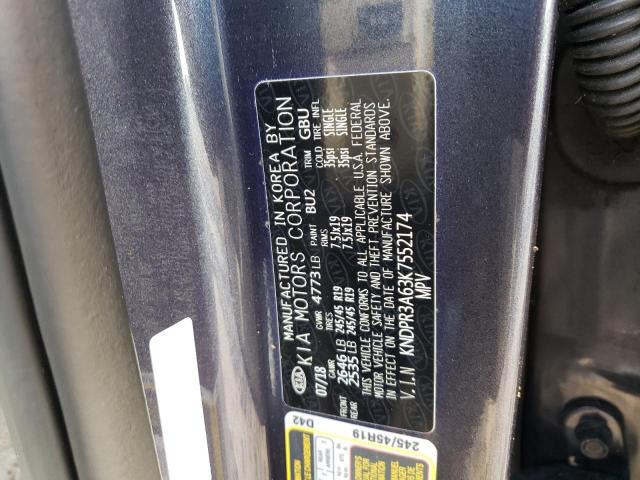 MANUFACTURED IN KOREA BY
KIA KIA MOTORS CORPORATION
07/18 GVWR 4773 LB PAINT BU2 TRIM GBU
GAWR TIRES RIMS COLD TIRE INFL
FRONT 2646 LB 245/45 R19 7.5Jx19 35psi SINGLE
REAR 2535 LB 245/45 R19 7.5Jx19 35psi SINGLE
THIS VEHICLE CONFORMS TO ALL APPLICABLE U.S.A. FEDERAL
MOTOR VEHICLE SAFETY AND THEFT PREVENTION STANDARDS
IN EFFECT ON THE DATE OF MANUFACTURE SHOWN ABOVE.
V.I.N KNDPR3A63K7552174
MPV
D42
245/45R19